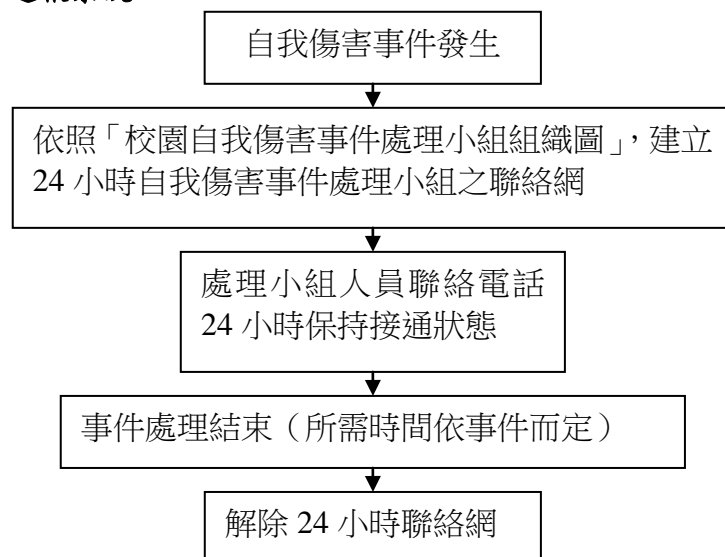 自我傷害事件發生
依照「校園自我傷害事件處理小組組織圖」，建立
24 小時自我傷害事件處理小組之聯絡網
處理小組人員聯絡電話
24 小時保持接通狀態
事件處理結束（所需時間依事件而定）
解除 24 小時聯絡網